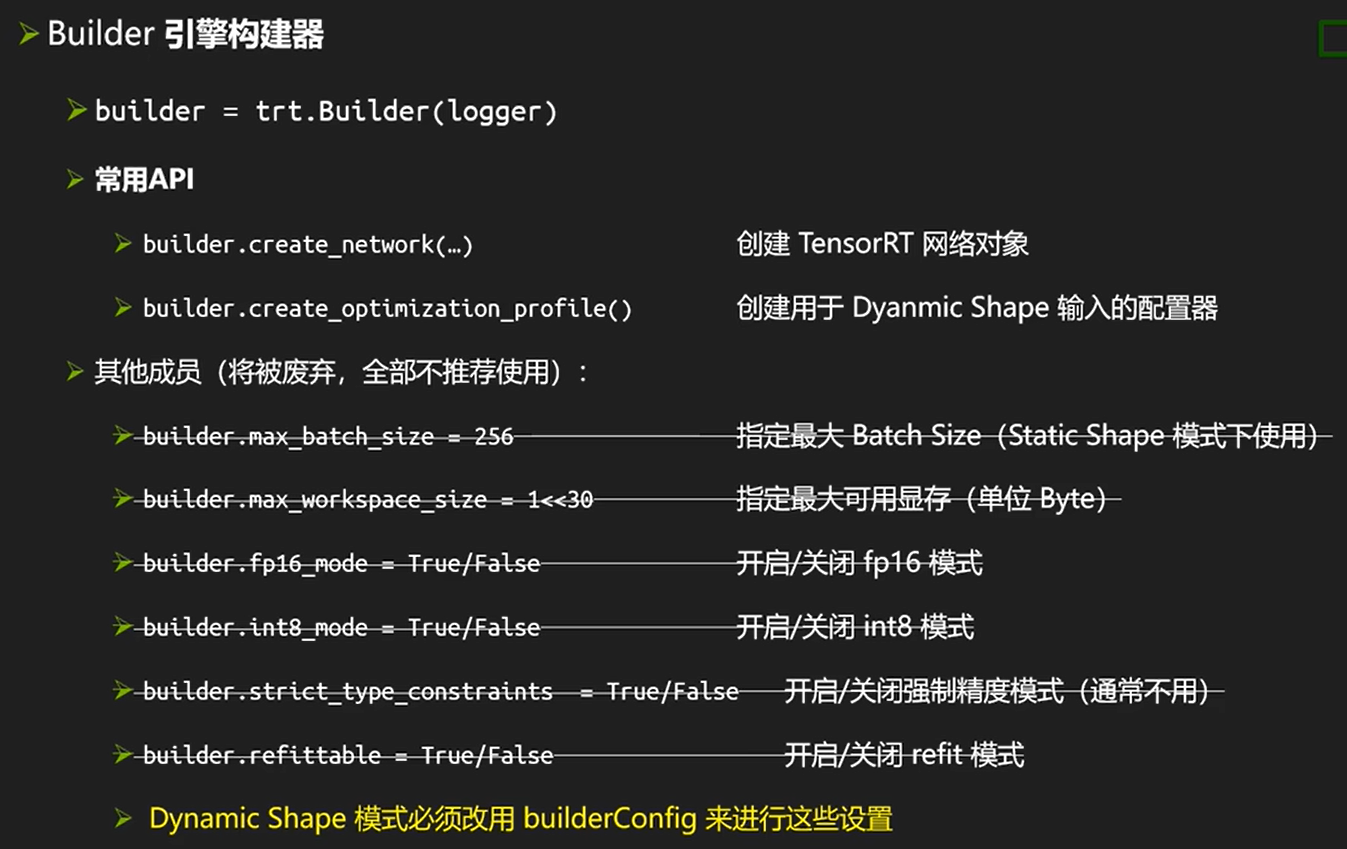 Builder 引擎构建器
builder = trt.Builder(logger)
常用API
builder.create_network(…) 创建 TensorRT 网络对象
builder.create_optimization_profile() 创建用于 Dyanmic Shape 输入的配置器
其他成员（将被废弃，全部不推荐使用）:
builder.max_batch_size = 256 指定最大 Batch Size（Static Shape 模式下使用）
builder.max_workspace_size = 1<<30 指定最大可用显存（单位 Byte）
builder.fp16_mode = True/False 开启/关闭 fp16 模式
builder.int8_mode = True/False 开启/关闭 int8 模式
builder.strict_type_constraints = True/False 开启/关闭强制精度模式（通常不用）
builder.refittable = True/False 开启/关闭 refit 模式
Dynamic Shape 模式必须改用 builderConfig 来进行这些设置